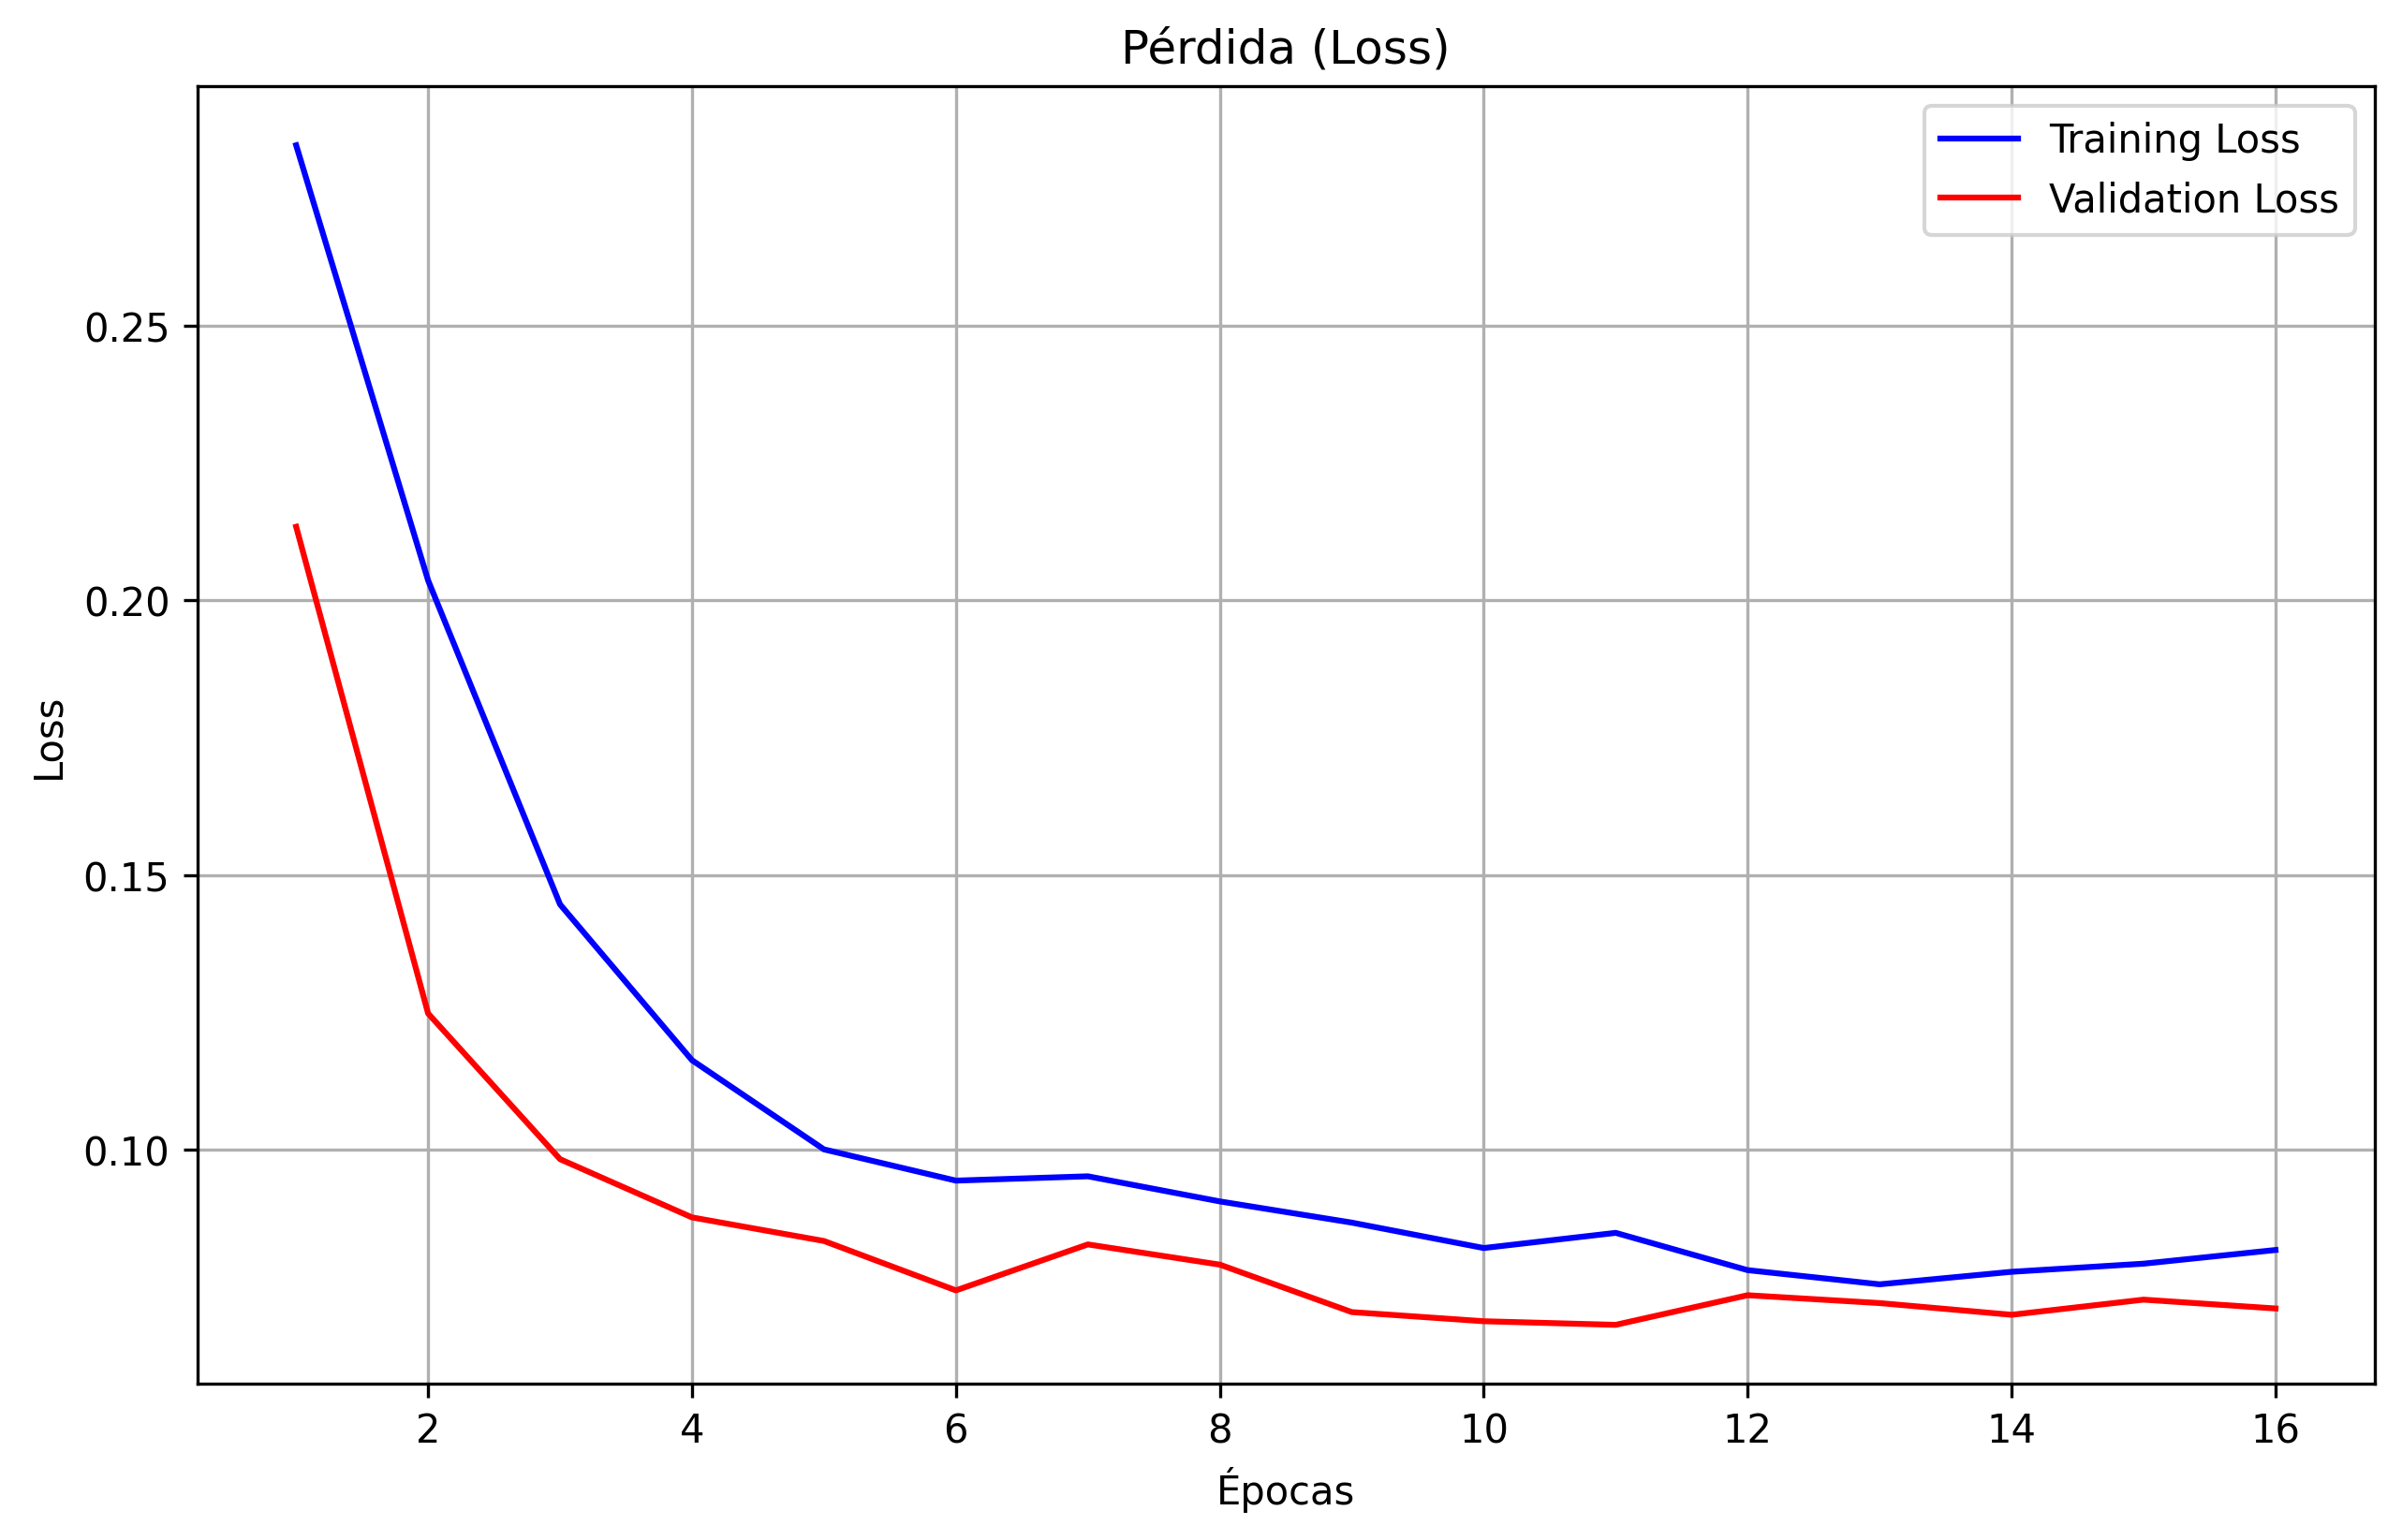 Pérdida (Loss)
Training Loss
Validation Loss
0.25
0.20
0.15
0.10
Loss
2 4 6 8 10 12 14 16
Épocas